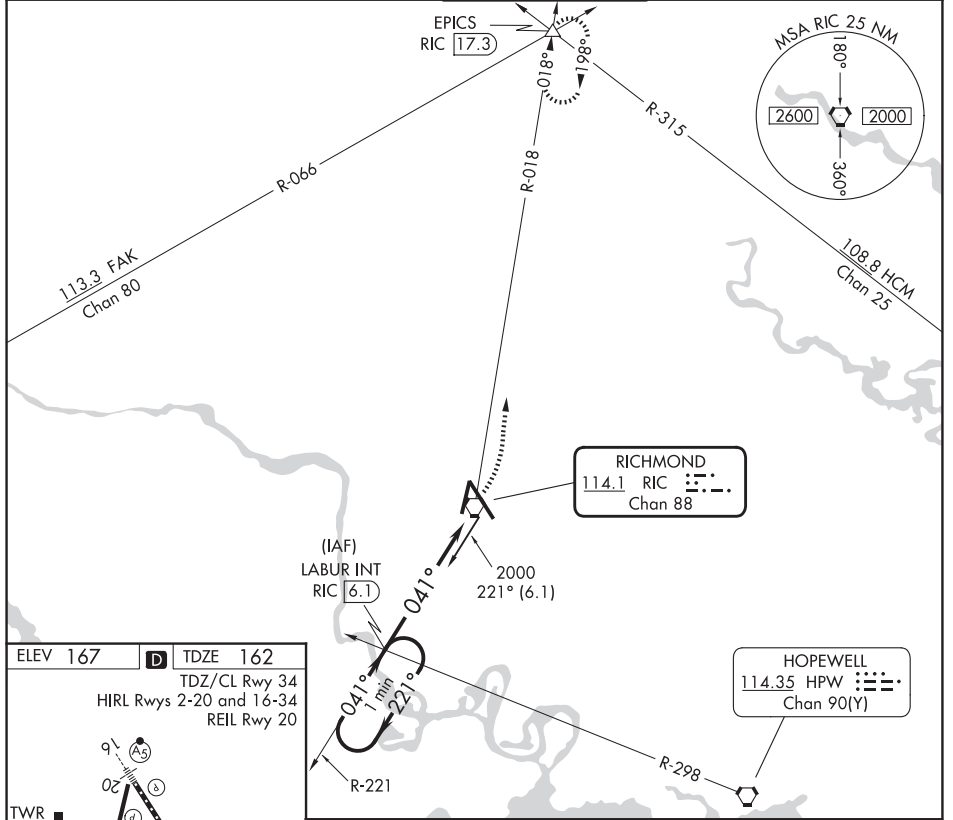 EPICS
RIC 17.3
018°
198°
MSA RIC 25 NM
180°
2600
2000
360°
R-315
R-066
R-018
113.3 FAK
Chan 80
108.8 HCM
Chan 25
RICHMOND
114.1 RIC
Chan 88
(IAF)
LABUR INT
RIC 6.1
041°
2000
221° (6.1)
041°
1 min
221°
R-221
R-298
HOPEWELL
114.35 HPW
Chan 90(Y)
ELEV 167
D
TDZE 162
TDZ/CL Rwy 34
HIRL Rwys 2-20 and 16-34
REIL Rwy 20
16
A5
20
P
P
TWR